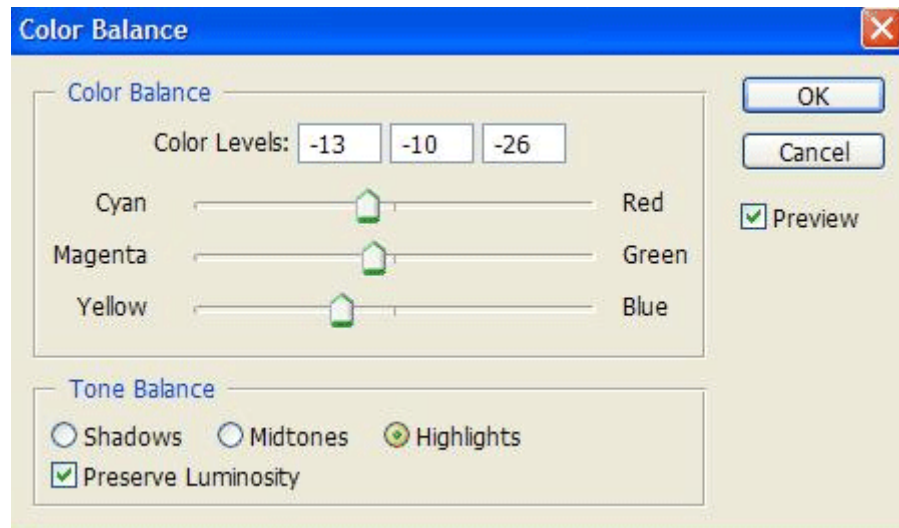 Color Balance
Color Balance
Color Levels: -13 -10 -26
Cyan Red
Magenta Green
Yellow Blue
OK
Cancel
Preview
Tone Balance
Shadows Midtones Highlights
Preserve Luminosity